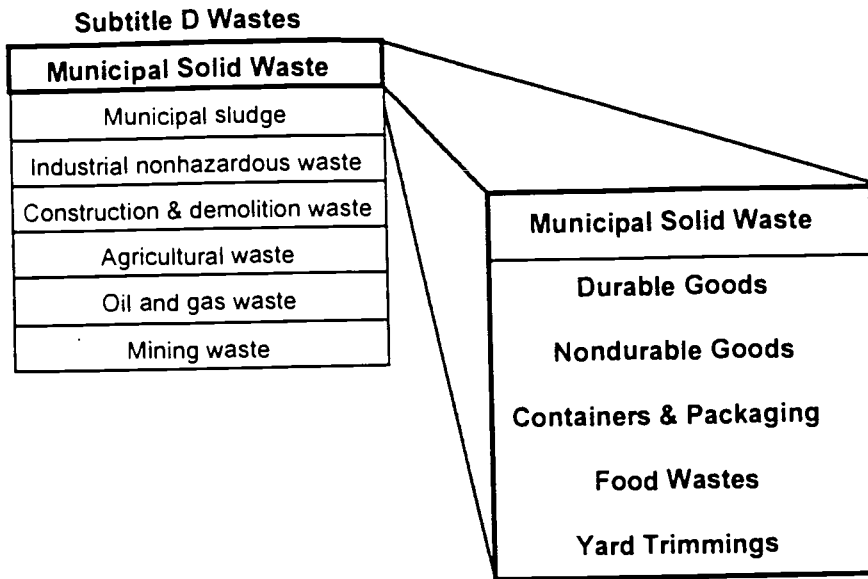 Subtitle D Wastes
Municipal Solid Waste
Municipal sludge
Industrial nonhazardous waste
Construction & demolition waste
Agricultural waste
Oil and gas waste
Mining waste
Municipal Solid Waste
Durable Goods
Nondurable Goods
Containers & Packaging
Food Wastes
Yard Trimmings